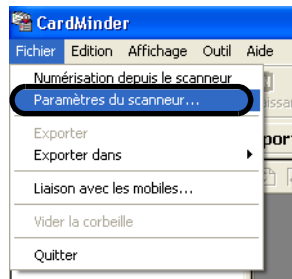 CardMinder
Fichier Edition Affichage Outil Aide
Numérisation depuis le scanneur
Paramètres du scanneur...
Exporter
Exporter dans
Liaison avec les mobiles...
Vider la corbeille
Quitter